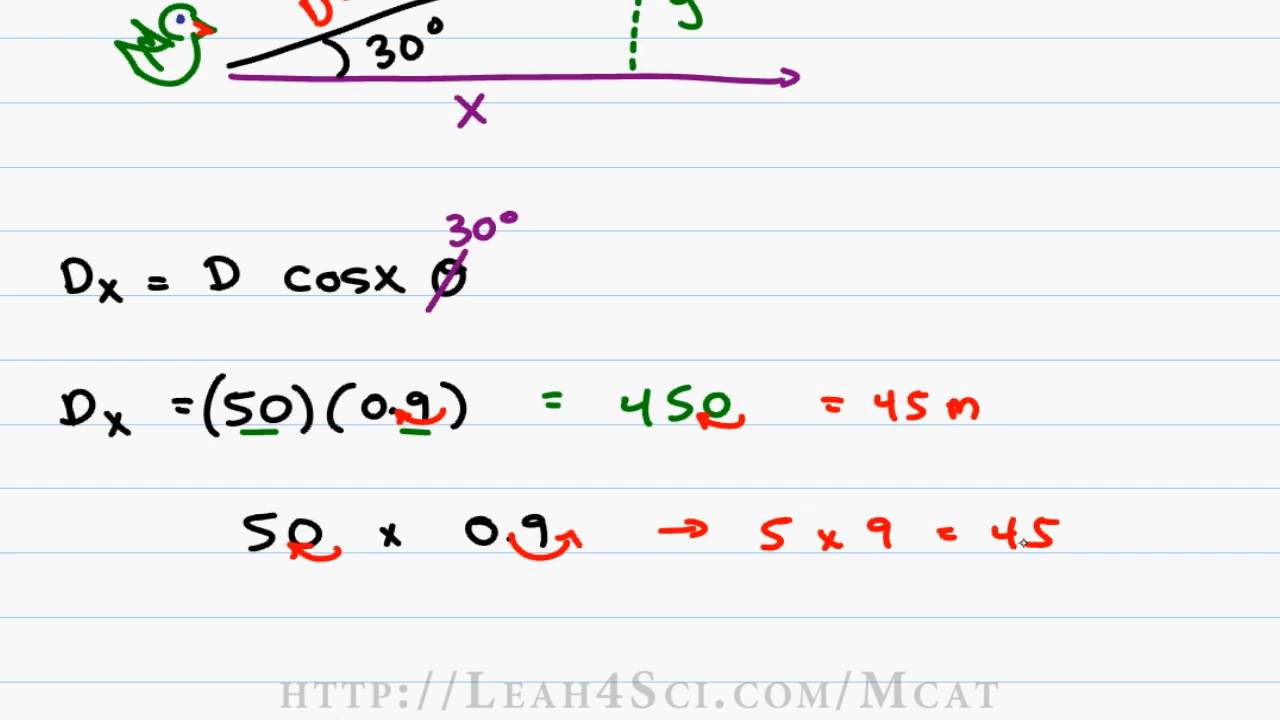 30°
X
30°
Dx = D cosx θ
Dx = (50)(0.9) = 450 = 45 m
50 x 0.9 → 5 x 9 = 45
HTTP://LEAH4SCI.COM/MCAT